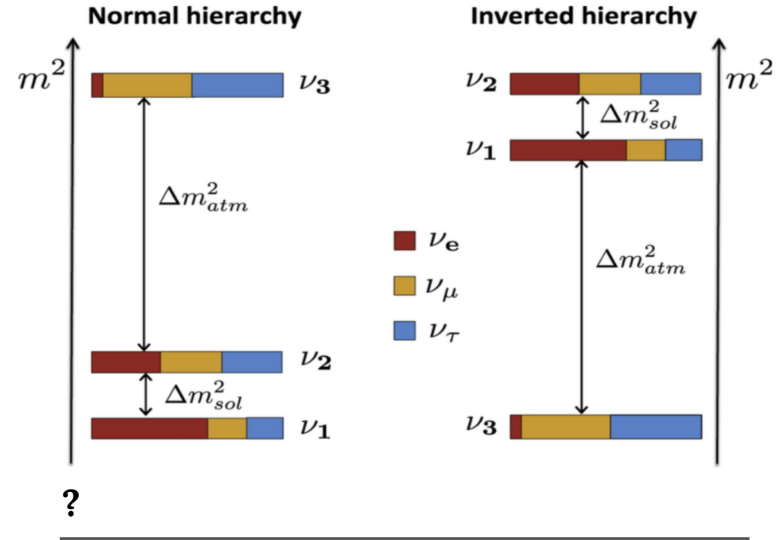 Normal hierarchy
Inverted hierarchy
m²
ν₃
Δm²atm
ν₂
Δm²sol
ν₁
νe
νμ
ντ
ν₂
m²
Δm²sol
ν₁
Δm²atm
ν₃
?